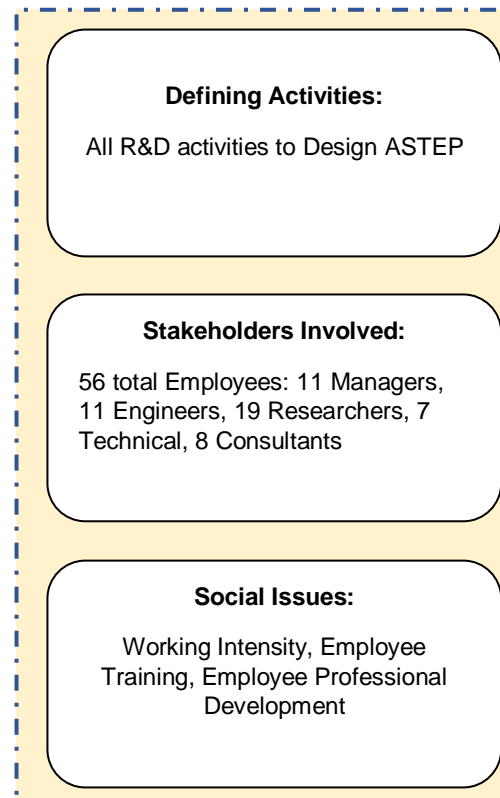 Defining Activities:
All R&D activities to Design ASTEP
Stakeholders Involved:
56 total Employees: 11 Managers,
11 Engineers, 19 Researchers, 7
Technical, 8 Consultants
Social Issues:
Working Intensity, Employee
Training, Employee Professional
Development